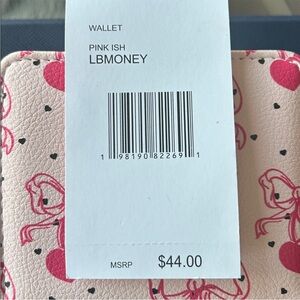 WALLET
PINK ISH
LBMONEY
1 98190 82269 1
MSRP $44.00